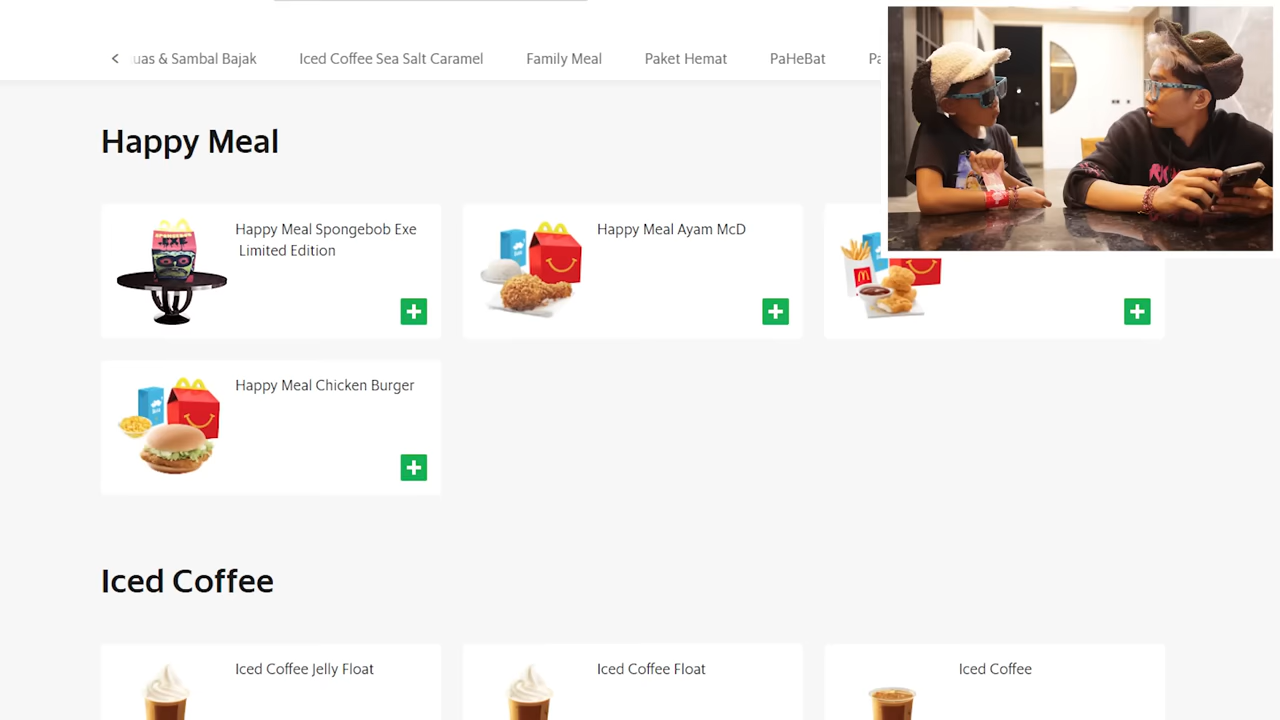 uas & Sambal Bajak
Iced Coffee Sea Salt Caramel
Family Meal
Paket Hemat
PaHeBat
Pa
Happy Meal
SPONGEBOB
.EXE
Happy Meal Spongebob Exe
Limited Edition
Happy Meal Ayam McD
Happy Meal Chicken Burger
Iced Coffee
Iced Coffee Jelly Float
Iced Coffee Float
Iced Coffee